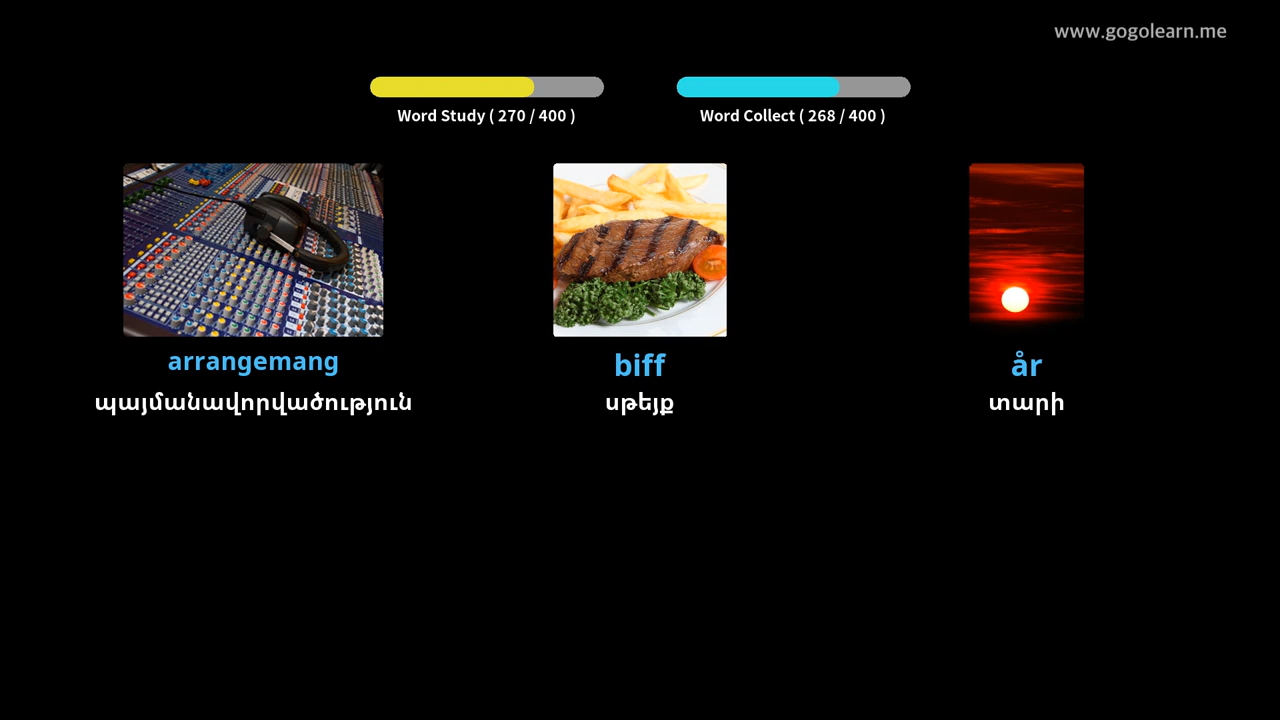 www.gogolearn.me
Word Study ( 270 / 400 )
Word Collect ( 268 / 400 )
arrangemang
պայմանավորվածություն
biff
սթեյք
år
տարի